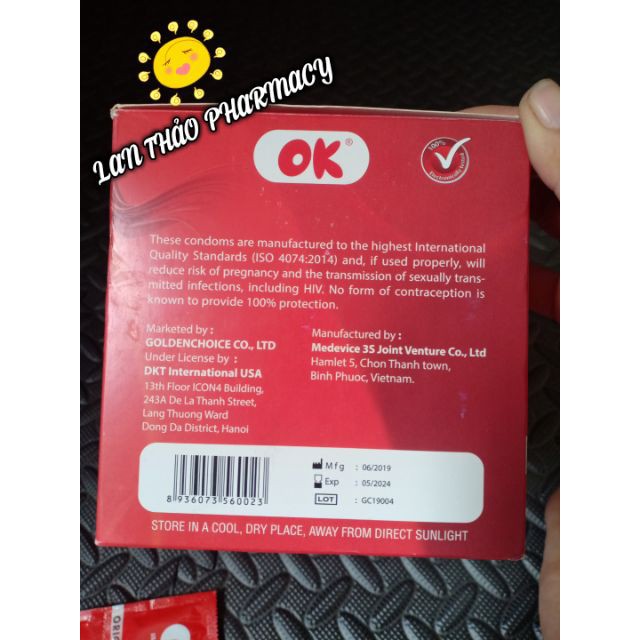 LAN THẢO PHARMACY
OK®
100%
Electronically tested
These condoms are manufactured to the highest International
Quality Standards (ISO 4074:2014) and, if used properly, will
reduce risk of pregnancy and the transmission of sexually trans-
mitted infections, including HIV. No form of contraception is
known to provide 100% protection.
Marketed by :
GOLDENCHOICE CO., LTD
Under License by :
DKT International USA
13th Floor ICON4 Building,
243A De La Thanh Street,
Lang Thuong Ward
Dong Da District, Hanoi
Manufactured by :
Medevice 3S Joint Venture Co., Ltd
Hamlet 5, Chon Thanh town,
Binh Phuoc, Vietnam.
8 936073 560023
Mfg : 06/2019
Exp : 05/2024
LOT : GC19004
STORE IN A COOL, DRY PLACE, AWAY FROM DIRECT SUNLIGHT